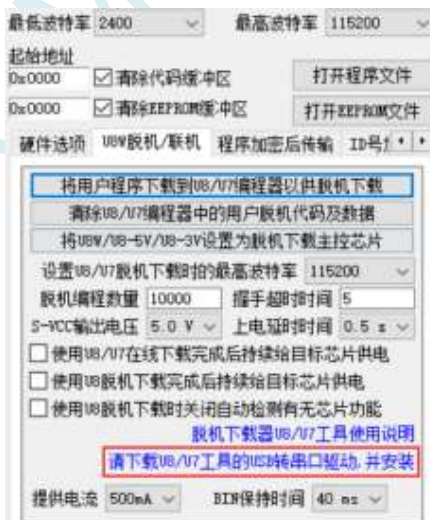 最低波特率 2400 最高波特率 115200
起始地址
0x0000 清除代码缓冲区 打开程序文件
0x0000 清除EEPROM缓冲区 打开EEPROM文件
硬件选项 U8W脱机/联机 程序加密后传输 ID号
将用户程序下载到U8/U7编程器以供脱机下载
清除U8/U7编程器中的用户脱机代码及数据
将U8W/U8-5V/U8-3V设置为脱机下载主控芯片
设置U8/U7脱机下载时的最高波特率 115200
脱机编程数量 10000 握手超时时间 5
S-VCC输出电压 5.0 V 上电延时时间 0.5 s
使用U8/U7在线下载完成后持续给目标芯片供电
使用U8脱机下载完成后持续给目标芯片供电
使用U8脱机下载时关闭自动检测有无芯片功能
脱机下载器U8/U7工具使用说明
请下载U8/U7工具的USB转串口驱动,并安装
提供电流 500mA BIN保持时间 40 ms